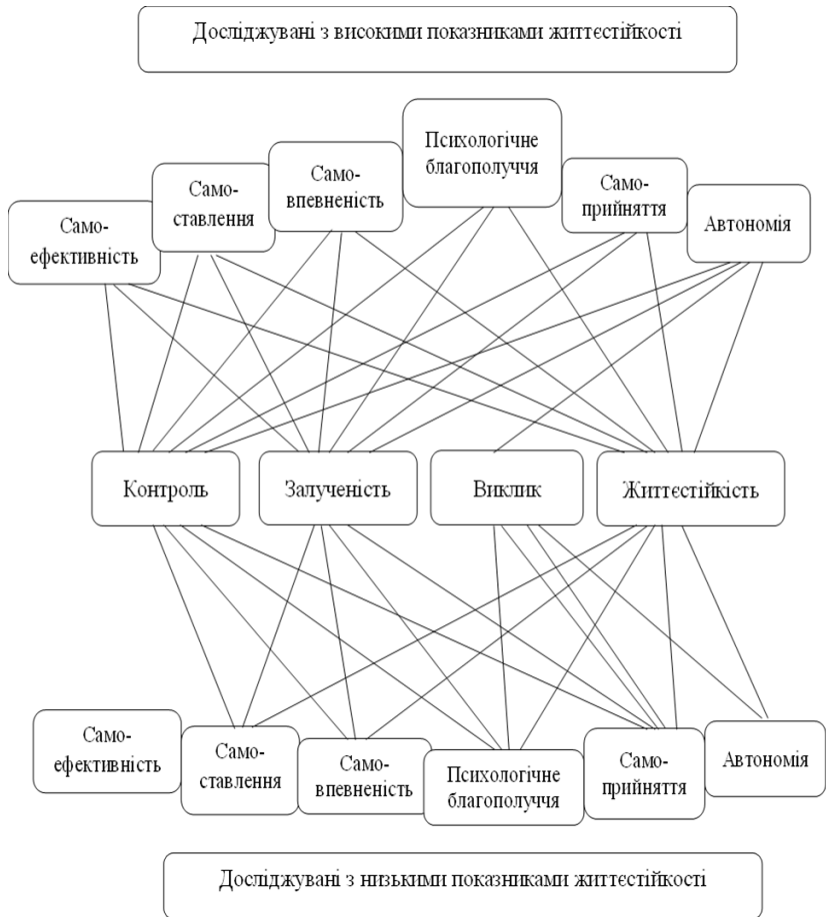 Досліджувані з високими показниками життєстійкості
Само-
ефективність
Само-
ставлення
Само-
впевненість
Психологічне
благополуччя
Само-
прийняття
Автономія
Контроль
Залученість
Виклик
Життєстійкість
Само-
ефективність
Само-
ставлення
Само-
впевненість
Психологічне
благополуччя
Само-
прийняття
Автономія
Досліджувані з низькими показниками життєстійкості